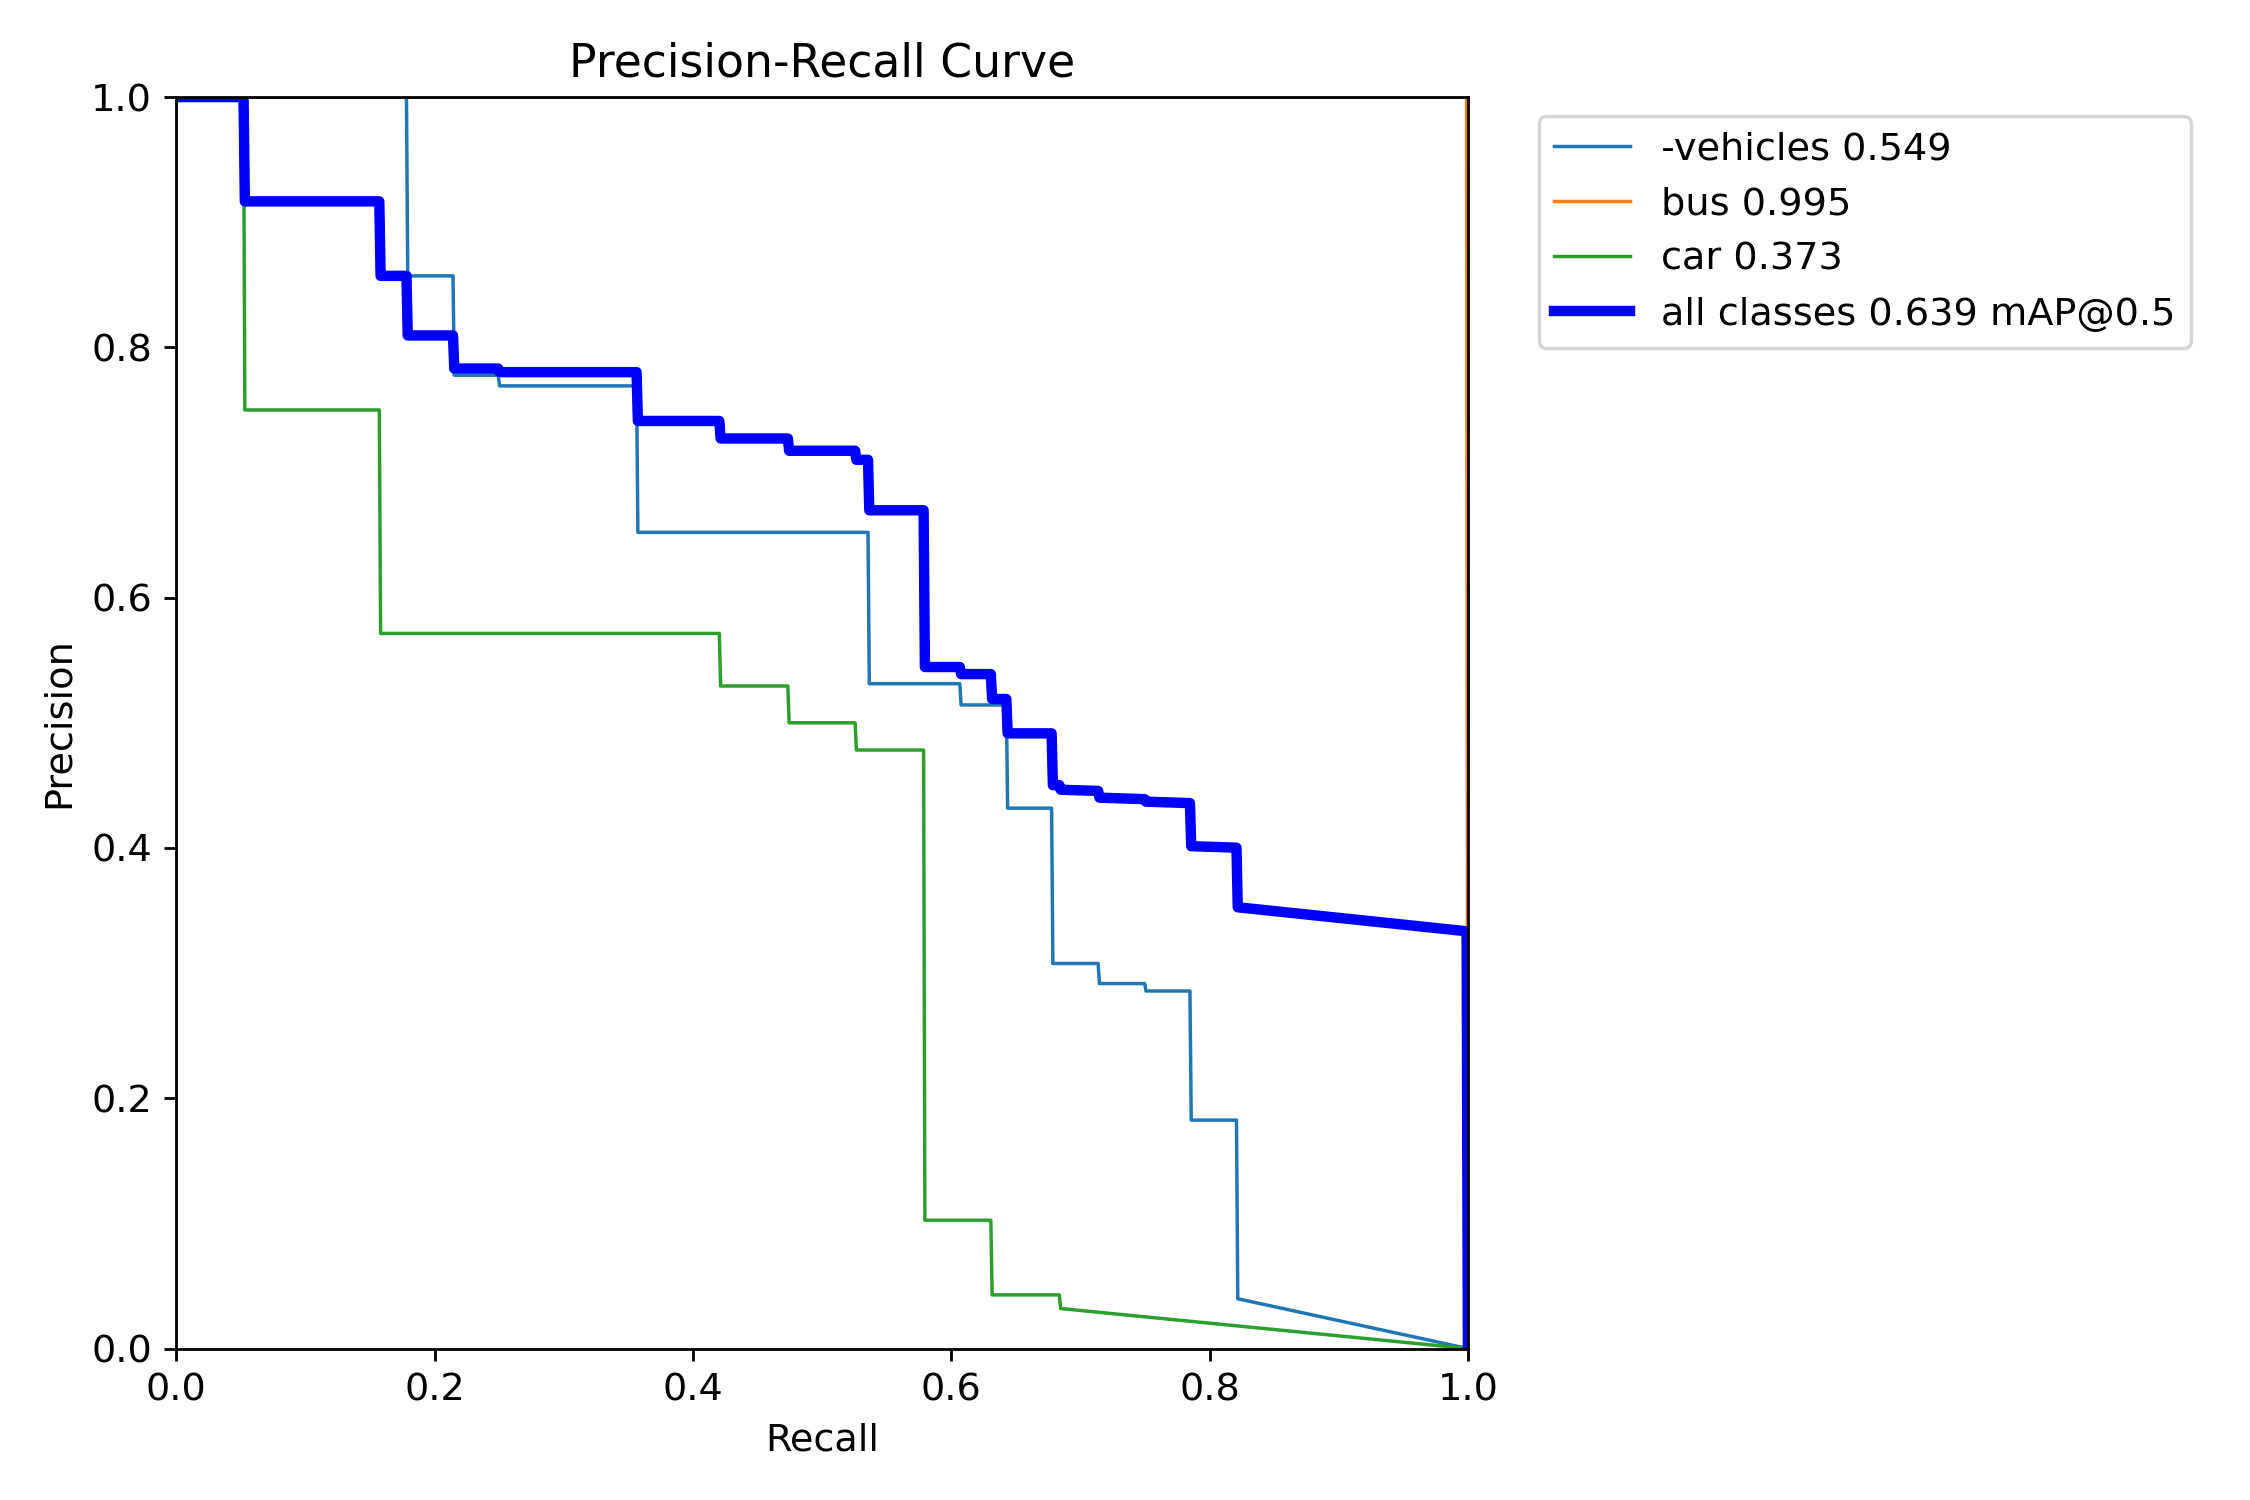 Precision-Recall Curve
1.0
0.8
0.6
0.4
0.2
0.0
Precision
0.0 0.2 0.4 0.6 0.8 1.0
Recall
-vehicles 0.549
bus 0.995
car 0.373
all classes 0.639 mAP@0.5